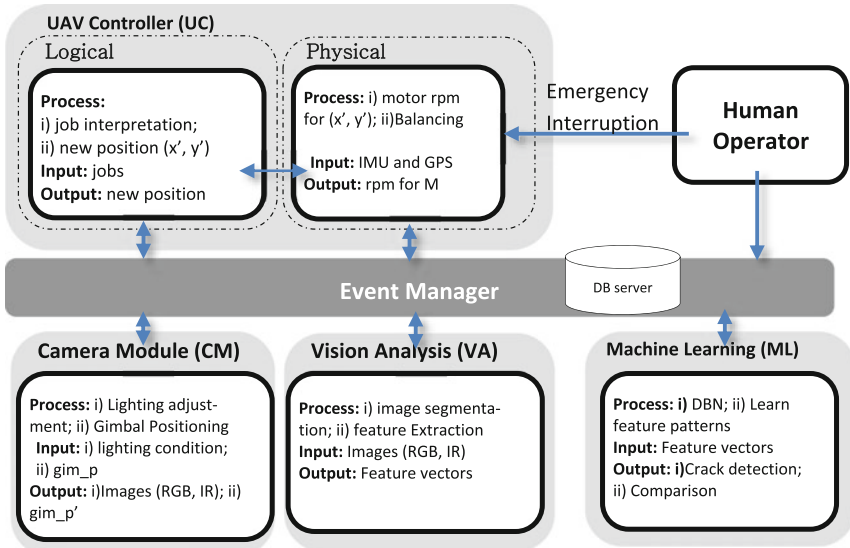 UAV Controller (UC)
Logical
Process:
i) job interpretation;
ii) new position (x’, y’)
Input: jobs
Output: new position
Physical
Process: i) motor rpm
for (x’, y’); ii)Balancing
Input: IMU and GPS
Output: rpm for M
Emergency
Interruption
Human
Operator
Event Manager
DB server
Camera Module (CM)
Process: i) Lighting adjust-
ment; ii) Gimbal Positioning
Input: i) lighting condition;
ii) gim_p
Output: i)Images (RGB, IR); ii)
gim_p’
Vision Analysis (VA)
Process: i) image segmenta-
tion; ii) feature Extraction
Input: Images (RGB, IR)
Output: Feature vectors
Machine Learning (ML)
Process: i) DBN; ii) Learn
feature patterns
Input: Feature vectors
Output: i)Crack detection;
ii) Comparison